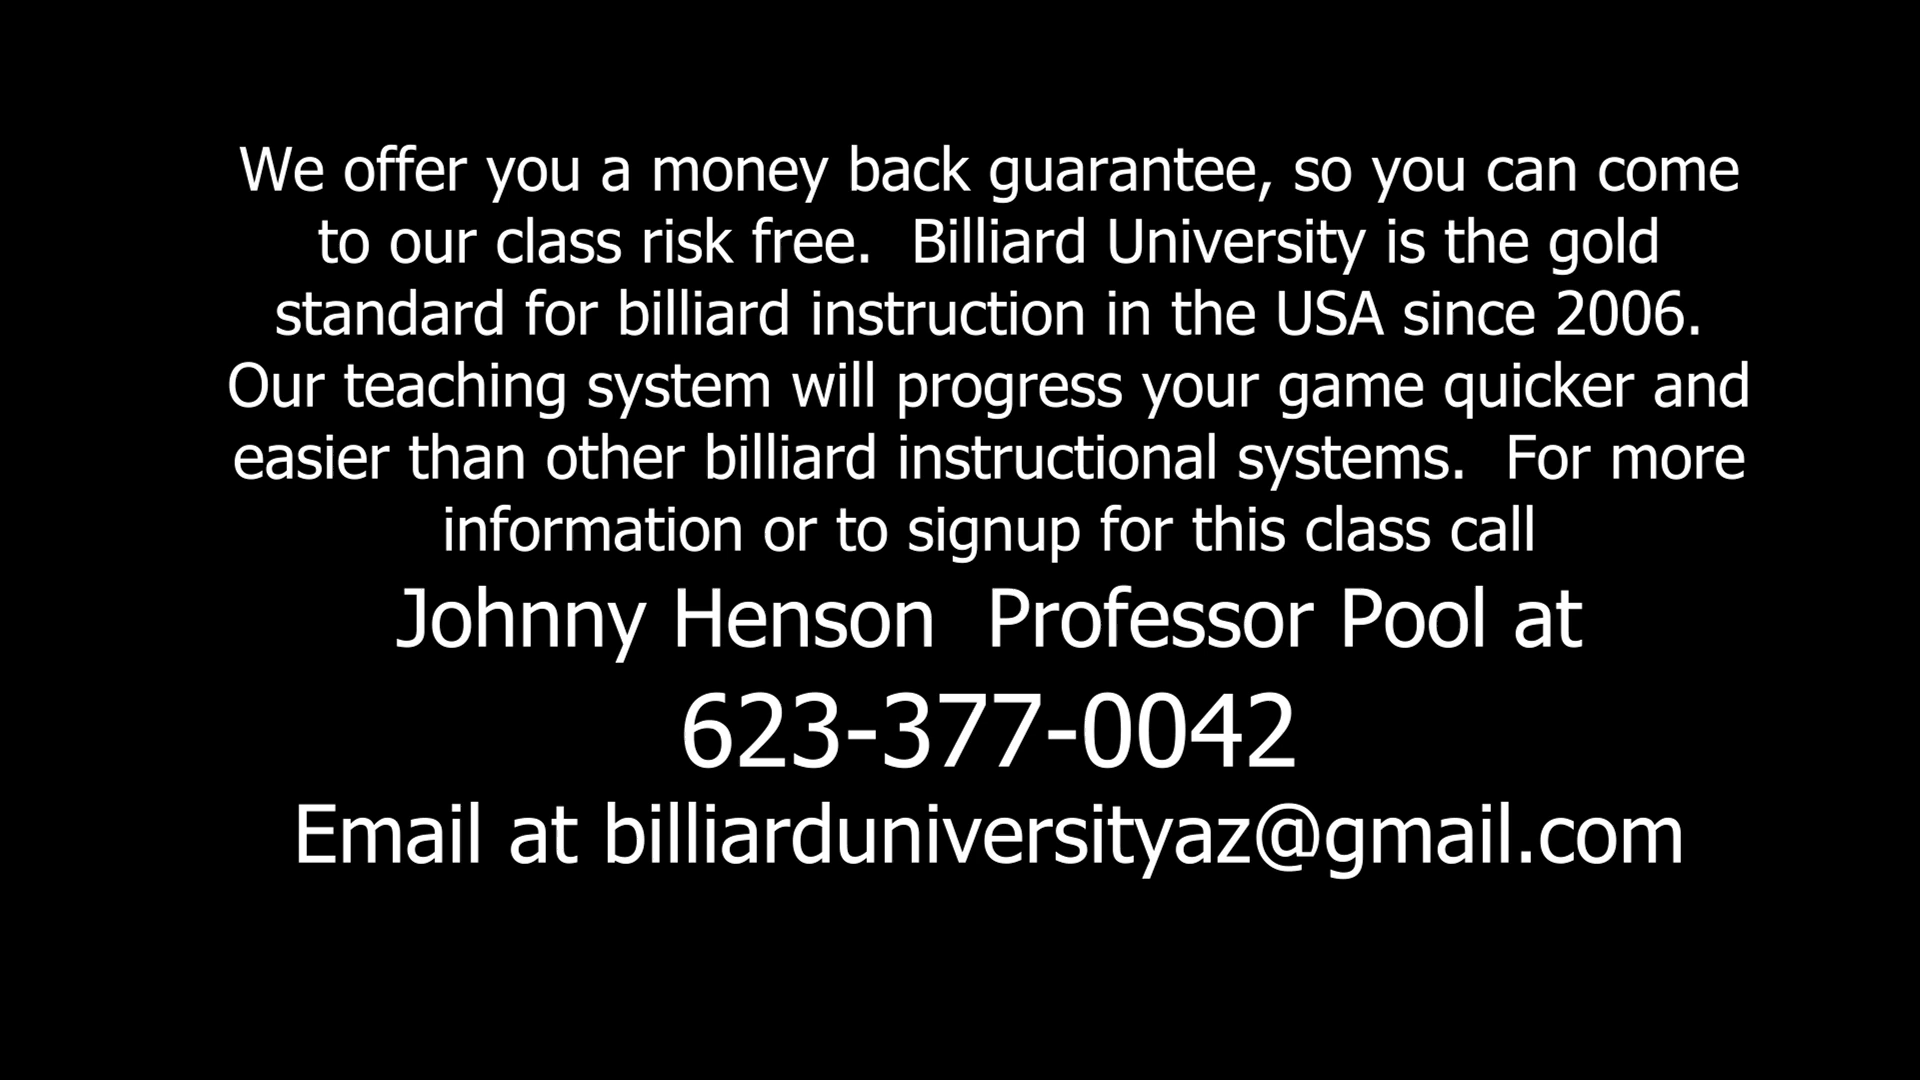 We offer you a money back guarantee, so you can come
to our class risk free.  Billiard University is the gold
standard for billiard instruction in the USA since 2006.
Our teaching system will progress your game quicker and
easier than other billiard instructional systems.  For more
information or to signup for this class call
Johnny Henson  Professor Pool at
623-377-0042
Email at billiarduniversityaz@gmail.com